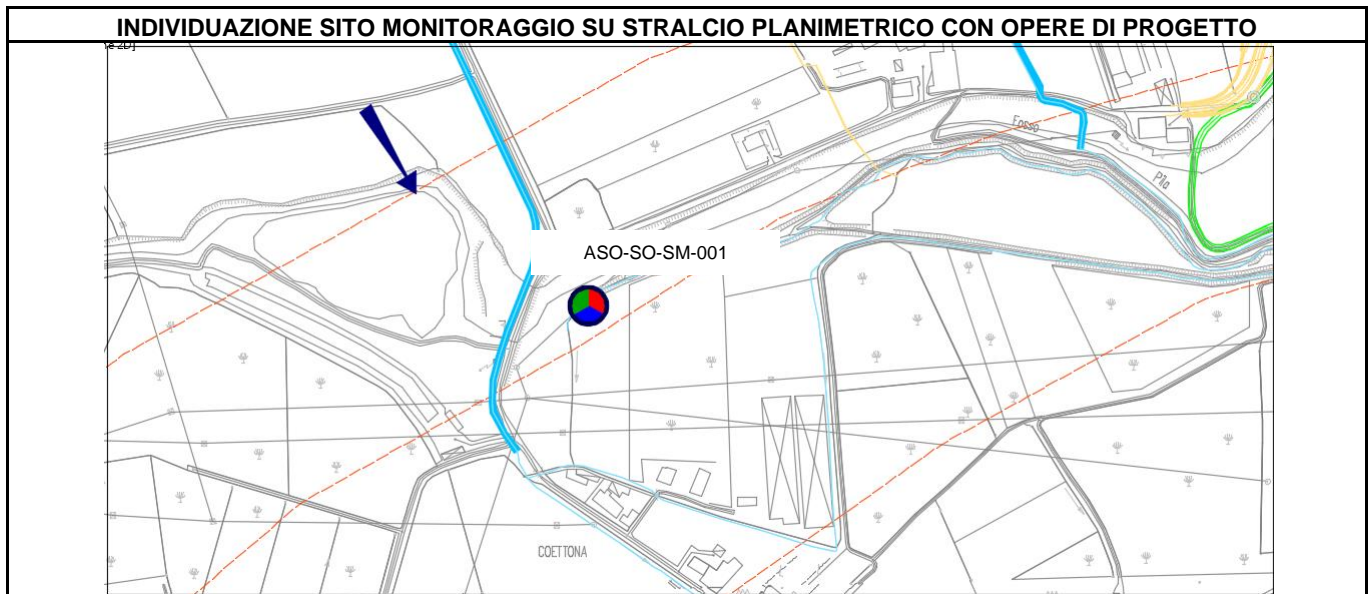 INDIVIDUAZIONE SITO MONITORAGGIO SU STRALCIO PLANIMETRICO CON OPERE DI PROGETTO
Fosso
Pila
ASO-SO-SM-001
COETTONA